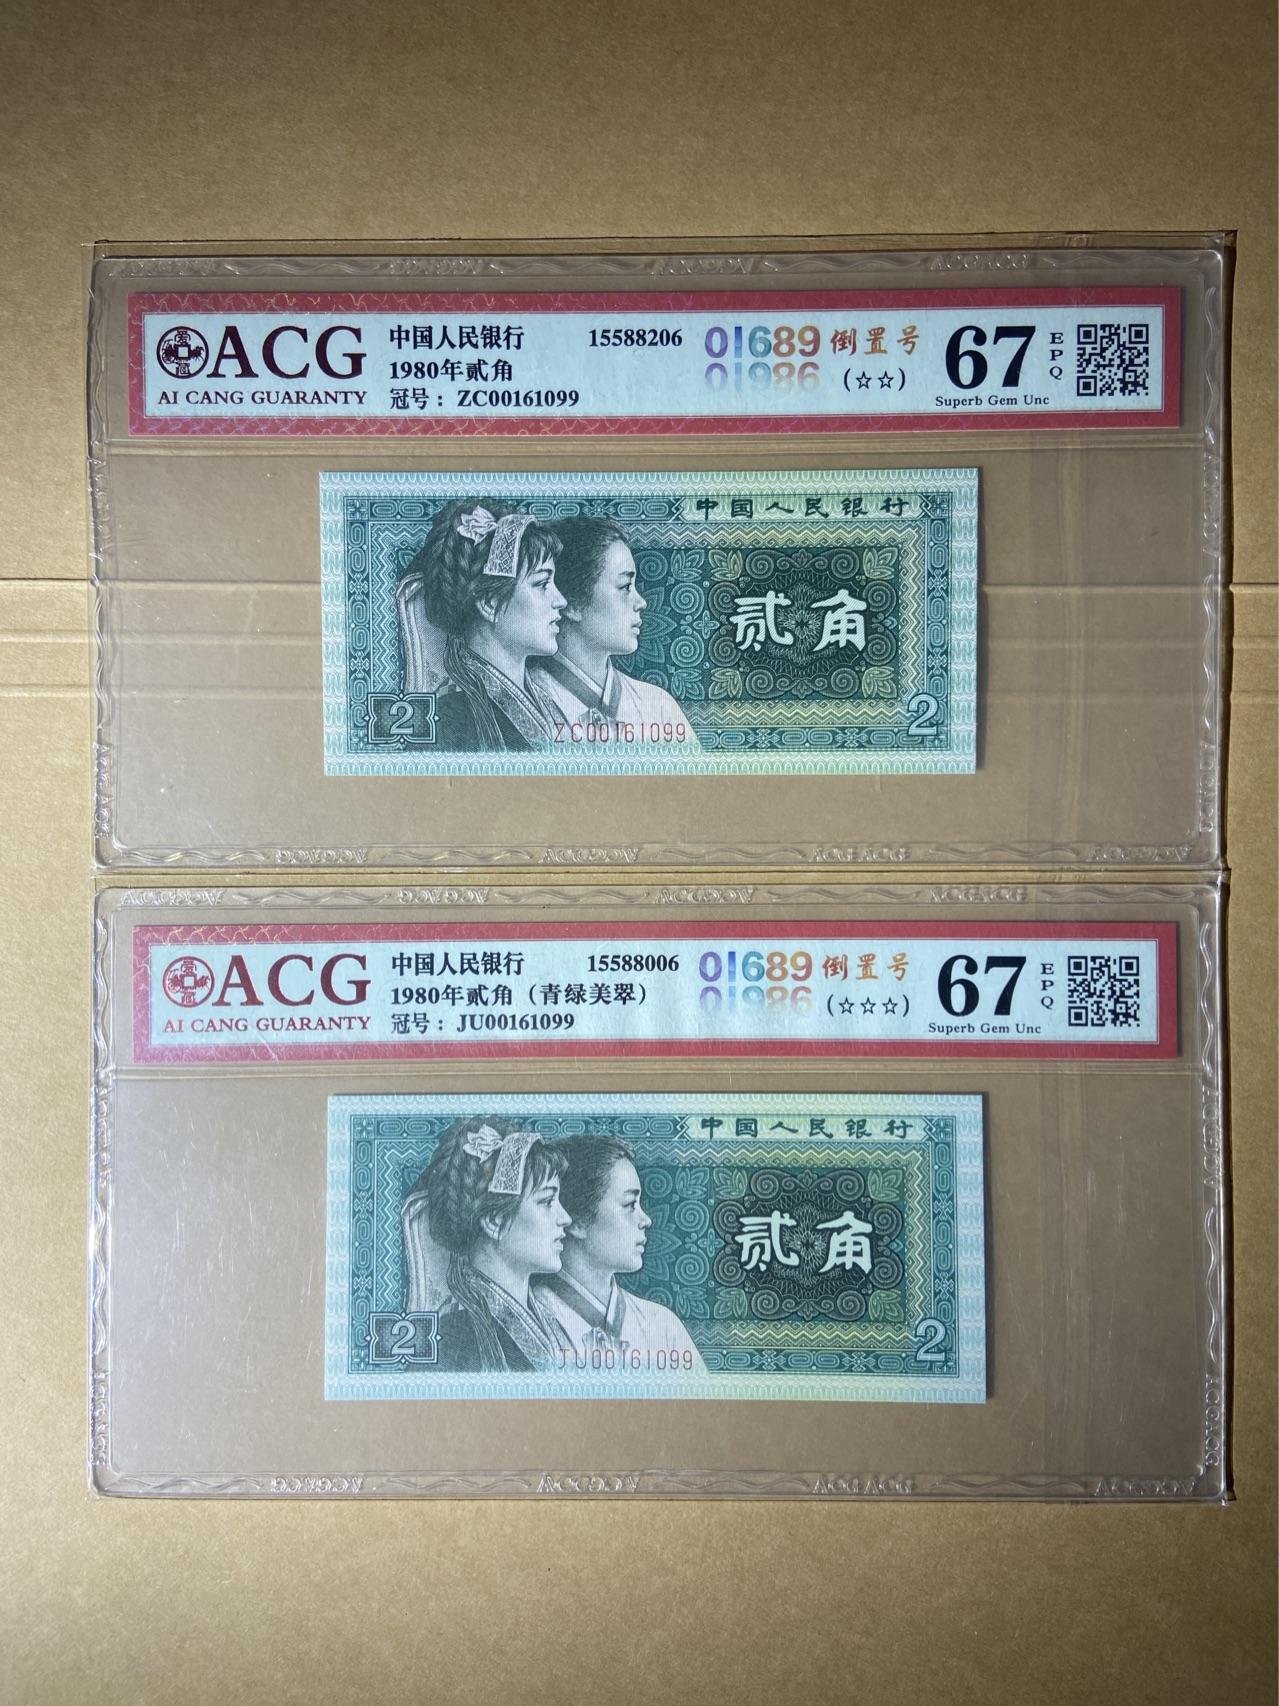 ACG
AI CANG GUARANTY
中国人民银行
1980年贰角
冠号：ZC00161099
15588206
01689 倒置号
(☆☆)
67
EPQ
Superb Gem Unc
中国人民银行
贰角
2
ZC00161099
2
ACG
AI CANG GUARANTY
中国人民银行
1980年贰角（青绿美翠）
冠号：JU00161099
15588006
01689 倒置号
(☆☆☆)
67
EPQ
Superb Gem Unc
中国人民银行
贰角
2
JU00161099
2